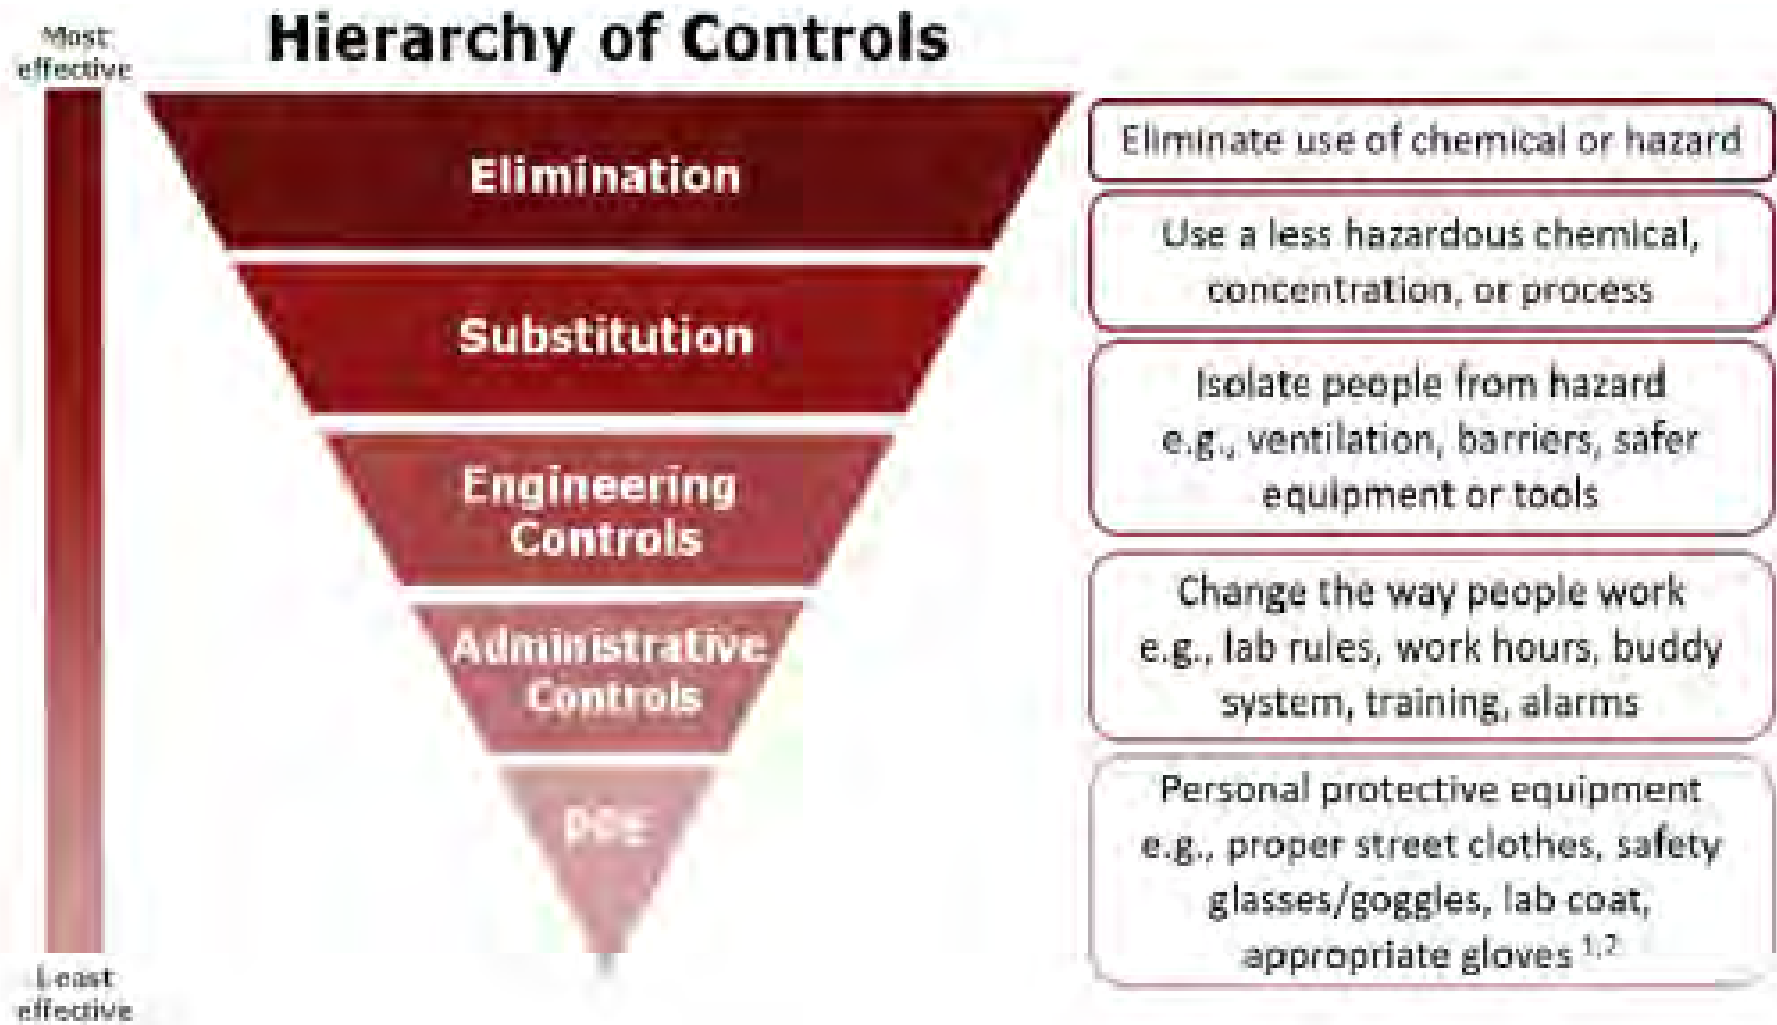 Hierarchy of Controls
Most
effective
Elimination
Eliminate use of chemical or hazard
Substitution
Use a less hazardous chemical,
concentration, or process
Engineering
Controls
Isolate people from hazard
e.g., ventilation, barriers, safer
equipment or tools
Administrative
Controls
Change the way people work
e.g., lab rules, work hours, buddy
system, training, alarms
Personal protective equipment
e.g., proper street clothes, safety
glasses/goggles, lab coat,
appropriate gloves 1,2
Least
effective